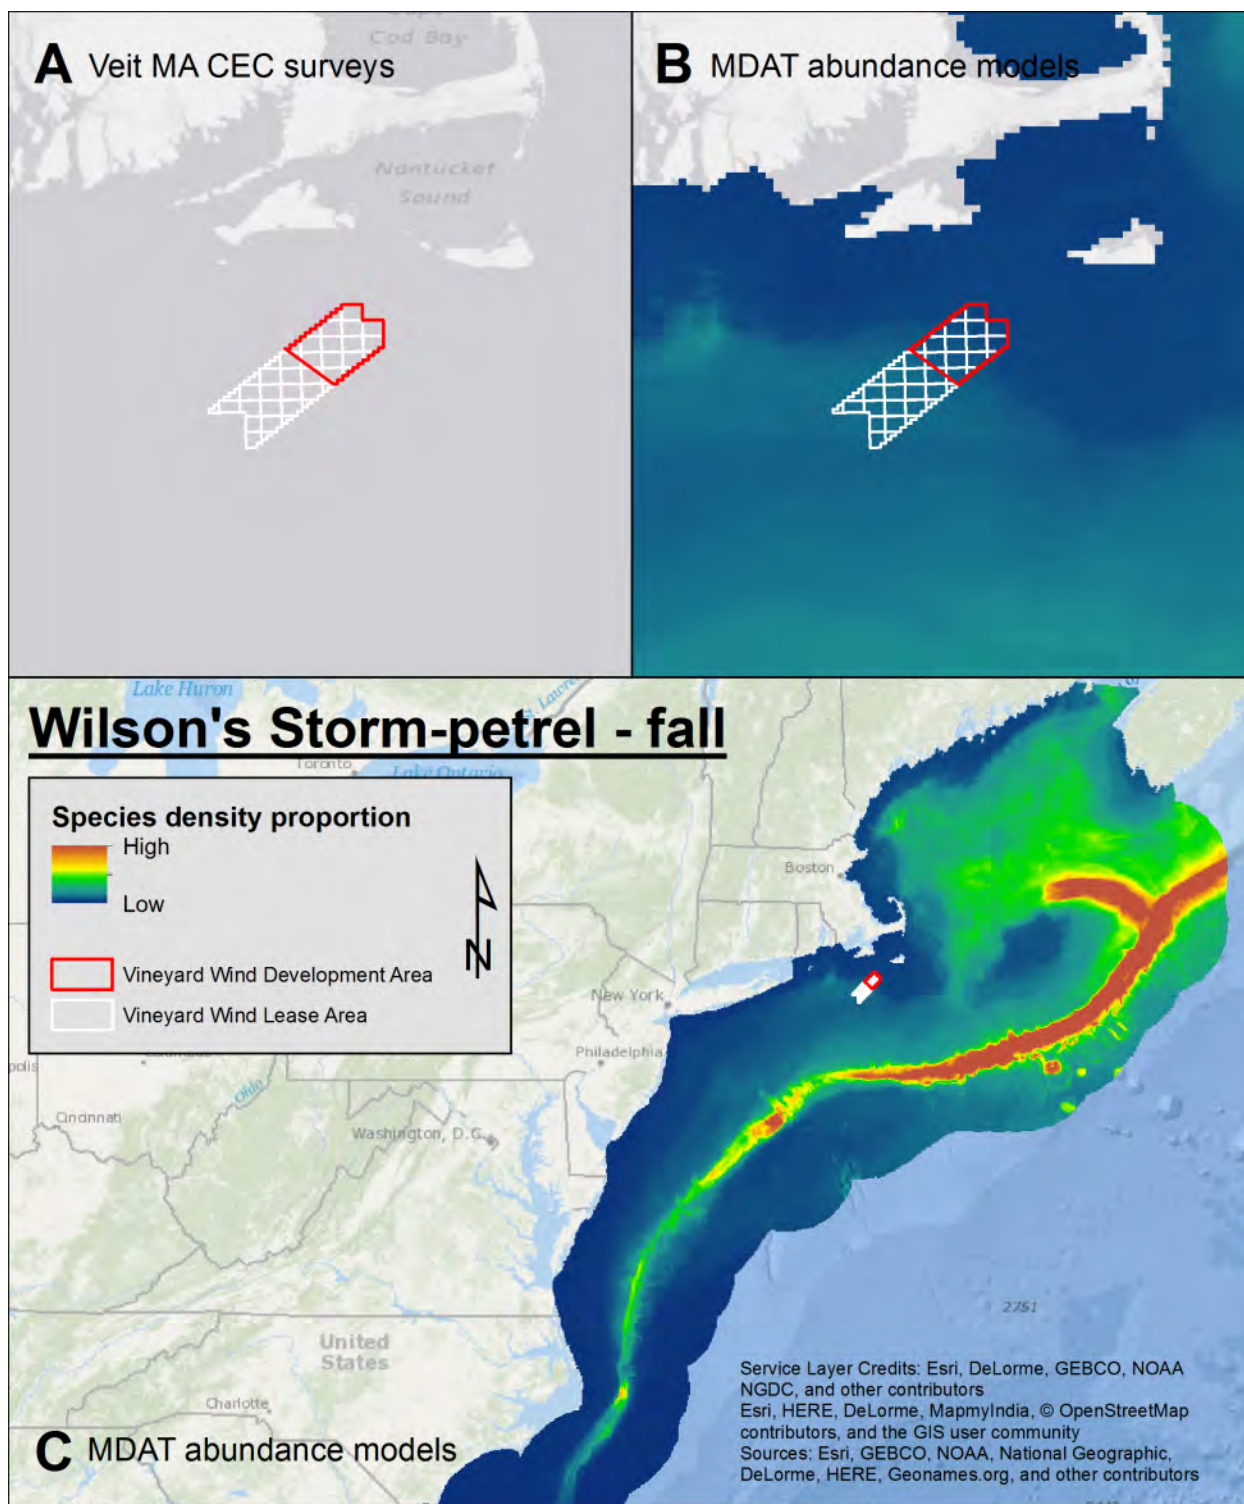 Cape
Cod Bay
A Veit MA CEC surveys
Nantucket
Sound
B MDAT abundance models
Lake Huron
St. Lawre
Wilson's Storm-petrel - fall
Toronto
Lake Ontario
Species density proportion
High
Low
N
Vineyard Wind Development Area
Vineyard Wind Lease Area
Boston
New York
Philadelphia
polis
Ohio
Cincinnati
Washington, D.C.
United
States
Charlotte
2751
C MDAT abundance models
Service Layer Credits: Esri, DeLorme, GEBCO, NOAA
NGDC, and other contributors
Esri, HERE, DeLorme, MapmyIndia, © OpenStreetMap
contributors, and the GIS user community
Sources: Esri, GEBCO, NOAA, National Geographic,
DeLorme, HERE, Geonames.org, and other contributors